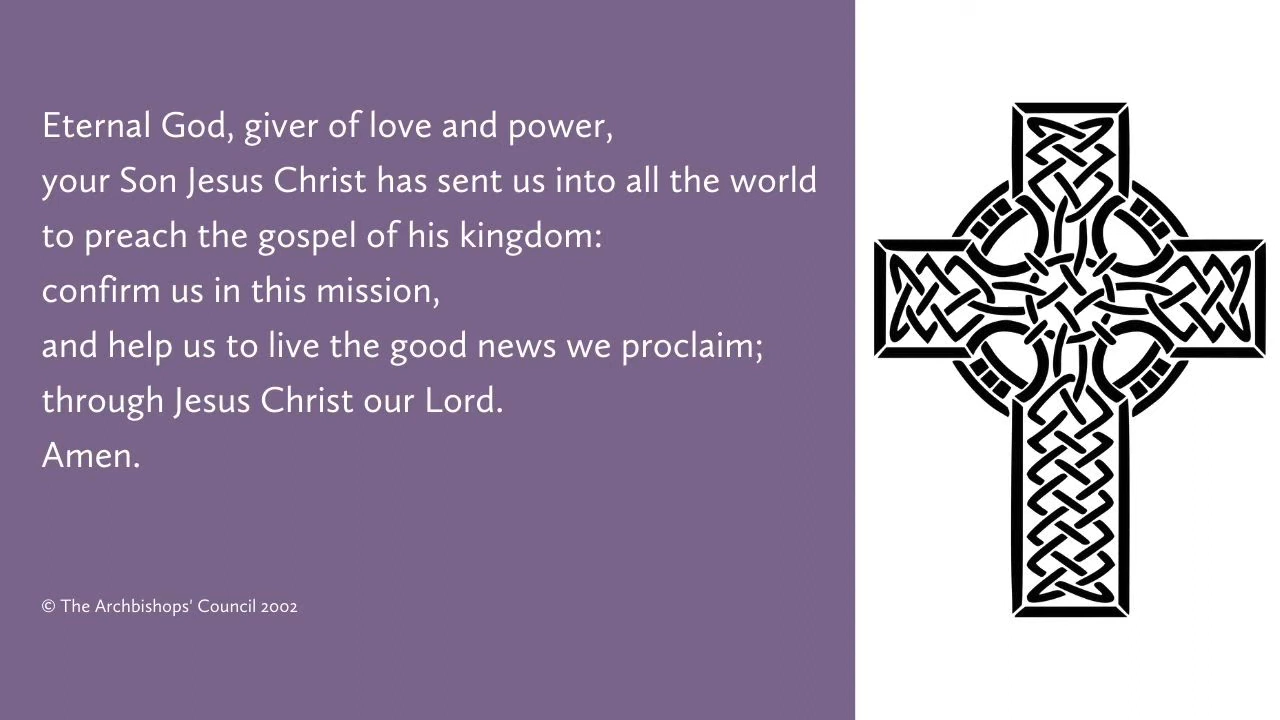 Eternal God, giver of love and power,
your Son Jesus Christ has sent us into all the world
to preach the gospel of his kingdom:
confirm us in this mission,
and help us to live the good news we proclaim;
through Jesus Christ our Lord.
Amen.
© The Archbishops' Council 2002